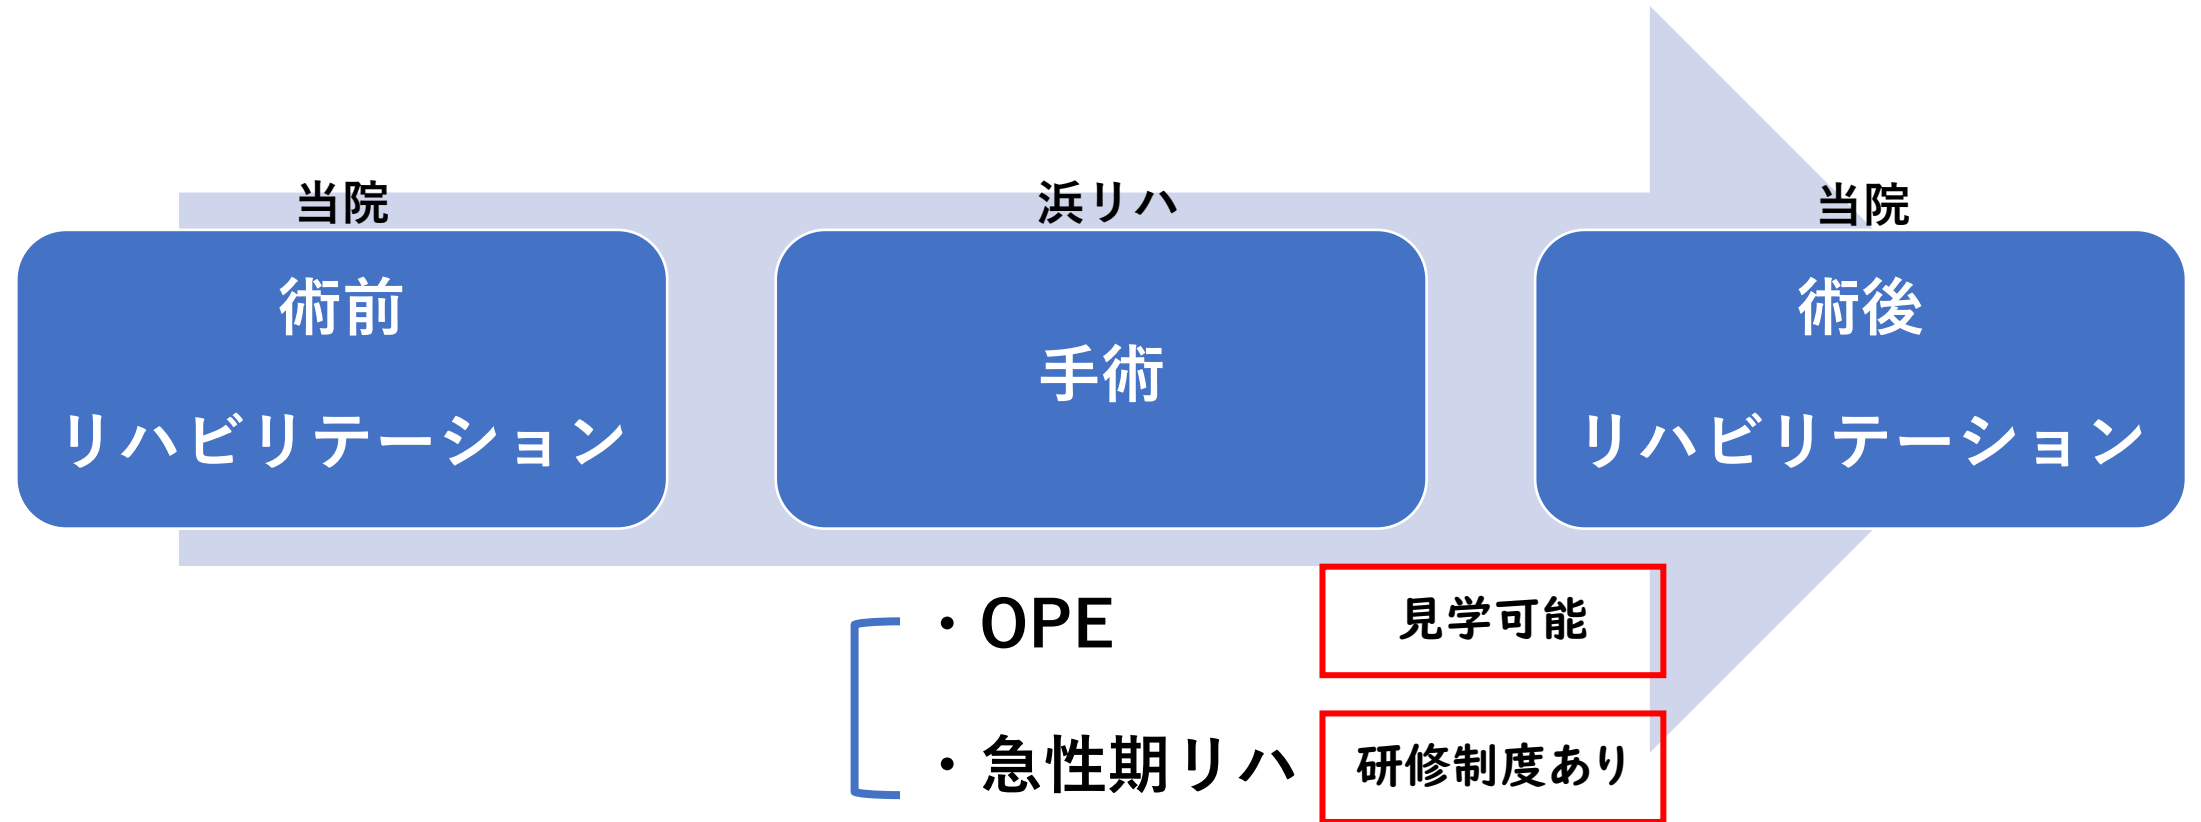 当院
浜リハ
当院
術前
リハビリテーション
手術
術後
リハビリテーション
・OPE
見学可能
・急性期リハ
研修制度あり